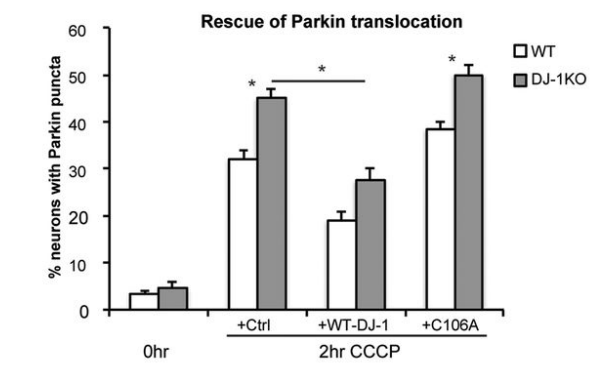 Rescue of Parkin translocation
% neurons with Parkin puncta
60
50
40
30
20
10
0
*
*
*
WT
DJ-1KO
+Ctrl
+WT-DJ-1
+C106A
0hr
2hr CCCP